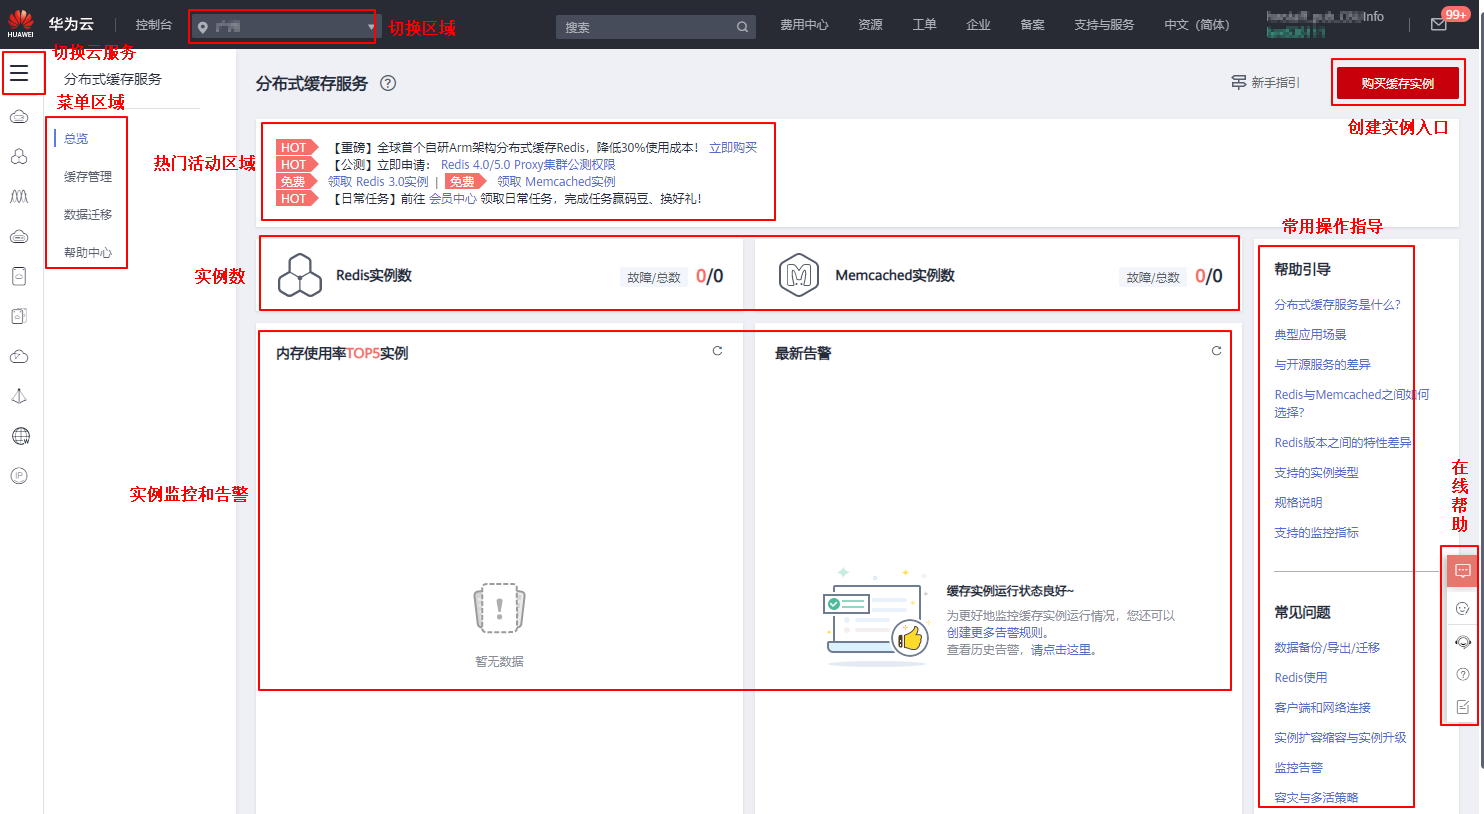 HUAWEI
华为云
控制台
切换区域
搜索
费用中心
资源
工单
企业
备案
支持与服务
中文（简体）
Info
99+
切换云服务
分布式缓存服务
菜单区域
总览
缓存管理
数据迁移
帮助中心
分布式缓存服务
新手指引
购买缓存实例
创建实例入口
热门活动区域
HOT 【重磅】全球首个自研Arm架构分布式缓存Redis，降低30%使用成本！ 立即购买
HOT 【公测】立即申请： Redis 4.0/5.0 Proxy集群公测权限
免费 领取 Redis 3.0实例 | 免费 领取 Memcached实例
HOT 【日常任务】前往 会员中心 领取日常任务，完成任务赢码豆、换好礼！
实例数
Redis实例数
故障/总数 0/0
Memcached实例数
故障/总数 0/0
实例监控和告警
内存使用率TOP5实例
暂无数据
最新告警
缓存实例运行状态良好~
为更好地监控缓存实例运行情况，您还可以
创建更多告警规则。
查看历史告警，请点击这里。
常用操作指导
帮助引导
分布式缓存服务是什么?
典型应用场景
与开源服务的差异
Redis与Memcached之间如何
选择?
Redis版本之间的特性差异
支持的实例类型
规格说明
支持的监控指标
常见问题
数据备份/导出/迁移
Redis使用
客户端和网络连接
实例扩容缩容与实例升级
监控告警
容灾与多活策略
在
线
帮
助
IP